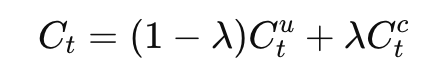 C_t = (1 − λ)C_t^u + λC_t^c